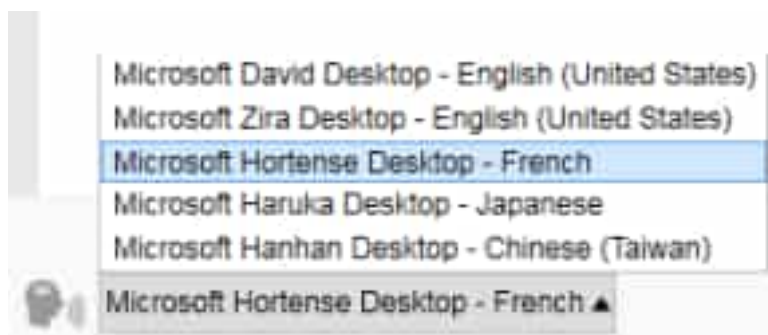 Microsoft David Desktop - English (United States)
Microsoft Zira Desktop - English (United States)
Microsoft Hortense Desktop - French
Microsoft Haruka Desktop - Japanese
Microsoft Hanhan Desktop - Chinese (Taiwan)
Microsoft Hortense Desktop - French ▲